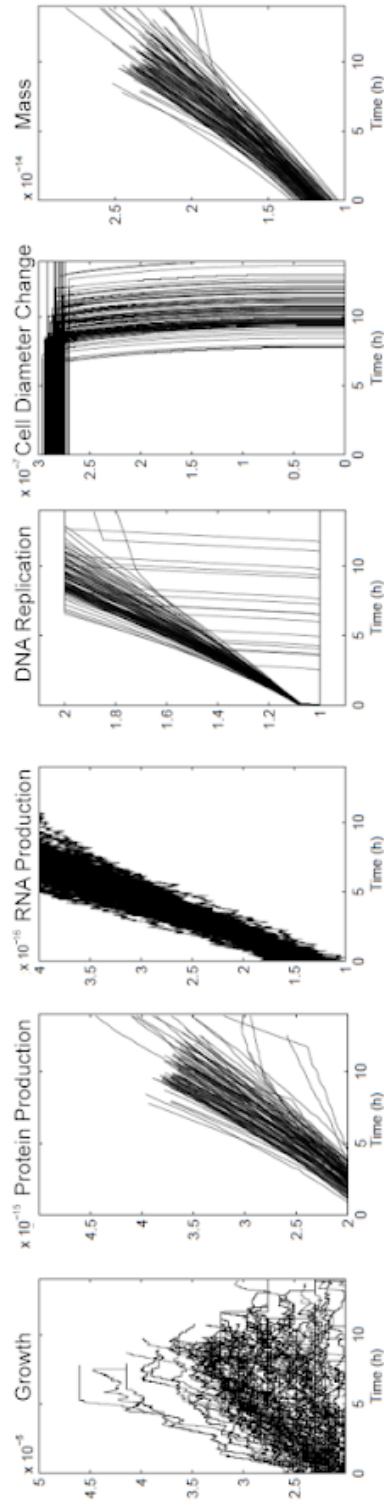 x 10⁻⁵ Growth
5
4.5
4
3.5
3
2.5
0 5 10
Time (h)
x 10⁻¹⁵ Protein Production
4.5
4
3.5
3
2.5
2
0 5 10
Time (h)
x 10⁻¹⁶ RNA Production
4
3.5
3
2.5
2
1.5
1
0 5 10
Time (h)
DNA Replication
2
1.8
1.6
1.4
1.2
1
0 5 10
Time (h)
x 10⁻⁷ Cell Diameter Change
3
2.5
2
1.5
1
0.5
0
0 5 10
Time (h)
x 10⁻¹⁴ Mass
2.5
2
1.5
1
0 5 10
Time (h)